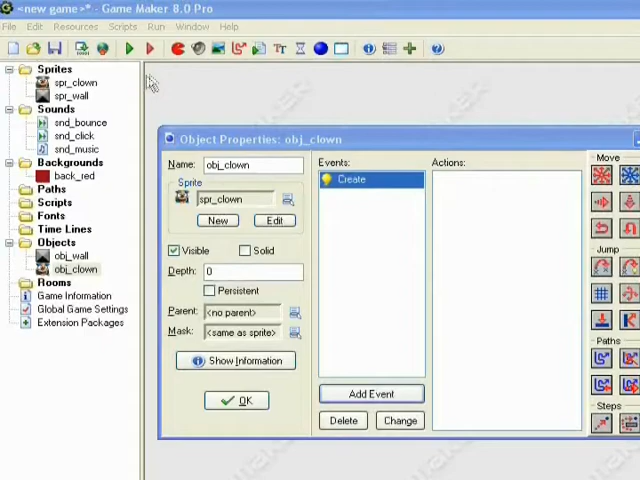 <new game>* - Game Maker 8.0 Pro
File Edit Resources Scripts Run Window Help
Sprites
spr_clown
spr_wall
Sounds
snd_bounce
snd_click
snd_music
Backgrounds
back_red
Paths
Scripts
Fonts
Time Lines
Objects
obj_wall
obj_clown
Rooms
Game Information
Global Game Settings
Extension Packages
Object Properties: obj_clown
Name: obj_clown
Sprite
spr_clown
New Edit
Visible Solid
Depth: 0
Persistent
Parent: <no parent>
Mask: <same as sprite>
Show Information
OK
Events:
Create
Add Event
Delete Change
Actions:
Move
Jump
Paths
Steps